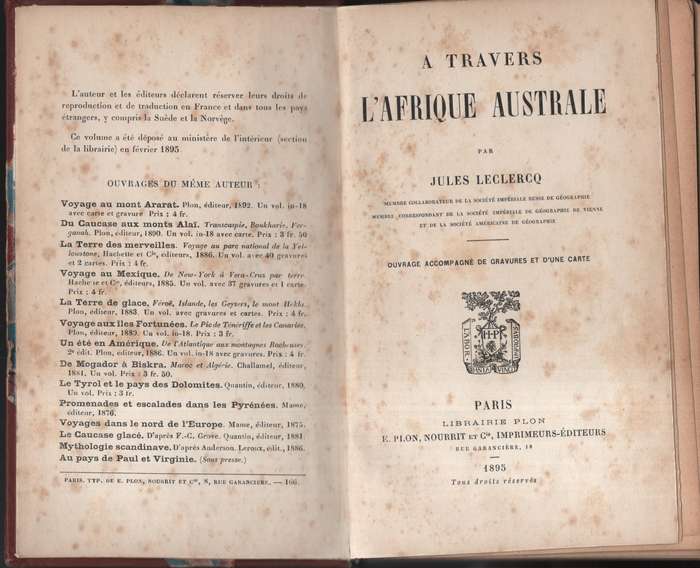 L'auteur et les éditeurs déclarent réserver leurs droits de
reproduction et de traduction en France et dans tous les pays
étrangers, y compris la Suède et la Norvège.
Ce volume a été déposé au ministère de l'intérieur (section
de la librairie) en février 1895
OUVRAGES DU MÊME AUTEUR :
Voyage au mont Ararat. Plon, éditeur, 1892. Un vol. in-18
avec carte et gravure Prix : 4 fr.
Du Caucase aux monts Alaï. Transcaspie, Boukharie, Fer-
ganah. Plon, éditeur, 1890. Un vol. in-18 avec carte. Prix : 3 fr. 50
La Terre des merveilles. Voyage au parc national de la Yel-
lowstone, Hachette et Cie, éditeurs, 1886. Un vol. avec 40 gravures
et 2 cartes. Prix : 4 fr.
Voyage au Mexique. De New-York à Vera-Cruz par terre.
Hachette et Cie, éditeurs, 1885. Un vol. avec 37 gravures et 1 carte.
Prix : 4 fr.
La Terre de glace. Féroë, Islande, les Geysers, le mont Hékla.
Plon, éditeur, 1883. Un vol. avec gravures et cartes. Prix : 4 fr.
Voyage aux îles Fortunées. Le Pic de Ténériffe et les Canaries.
Plon, éditeur, 1880. Un vol. in-18. Prix : 3 fr.
Un été en Amérique. De l'Atlantique aux montagnes Rocheuses.
2e édit. Plon, éditeur, 1886. Un vol. in-18 avec gravures. Prix : 4 fr.
De Mogador à Biskra. Maroc et Algérie. Challamel, éditeur,
1881. Un vol. Prix : 3 fr. 50.
Le Tyrol et le pays des Dolomites. Quantin, éditeur, 1880.
Un vol. Prix : 3 fr.
Promenades et escalades dans les Pyrénées. Mame,
éditeur, 1876.
Voyages dans le nord de l'Europe. Mame, éditeur, 1875.
Le Caucase glacé. D'après F.-C. Grove. Quantin, éditeur, 1881
Mythologie scandinave. D'après Anderson. Leroux, édit., 1886.
Au pays de Paul et Virginie. (Sous presse.)
PARIS. TYP. DE E. PLON, NOURRIT ET Cie, 8, RUE GARANCIÈRE. — 166.
A TRAVERS
L'AFRIQUE AUSTRALE
PAR
JULES LECLERCQ
MEMBRE COLLABORATEUR DE LA SOCIÉTÉ IMPÉRIALE RUSSE DE GÉOGRAPHIE
MEMBRE CORRESPONDANT DE LA SOCIÉTÉ IMPÉRIALE DE GÉOGRAPHIE DE VIENNE
ET DE LA SOCIÉTÉ AMÉRICAINE DE GÉOGRAPHIE
OUVRAGE ACCOMPAGNÉ DE GRAVURES ET D'UNE CARTE
LABOR OMNIA VINCIT IMPROBUS
H·P
PARIS
LIBRAIRIE PLON
E. PLON, NOURRIT ET Cie, IMPRIMEURS-ÉDITEURS
RUE GARANCIÈRE, 10
1895
Tous droits réservés